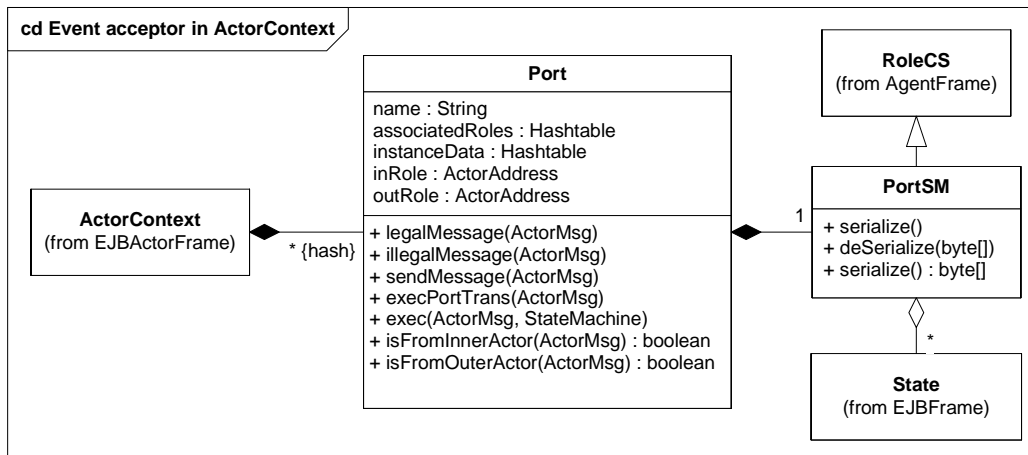 cd Event acceptor in ActorContext
ActorContext
(from EJBActorFrame)
* {hash}
Port
name : String
associatedRoles : Hashtable
instanceData : Hashtable
inRole : ActorAddress
outRole : ActorAddress
+ legalMessage(ActorMsg)
+ illegalMessage(ActorMsg)
+ sendMessage(ActorMsg)
+ execPortTrans(ActorMsg)
+ exec(ActorMsg, StateMachine)
+ isFromInnerActor(ActorMsg) : boolean
+ isFromOuterActor(ActorMsg) : boolean
1
RoleCS
(from AgentFrame)
PortSM
+ serialize()
+ deSerialize(byte[])
+ serialize() : byte[]
*
State
(from EJBFrame)